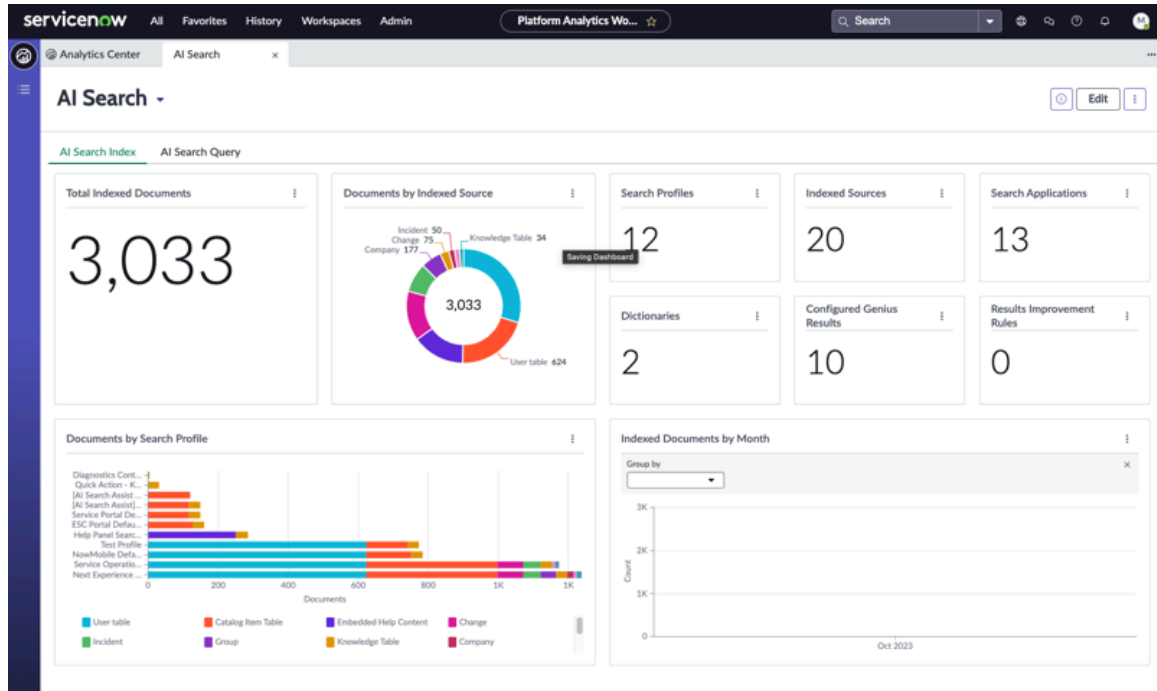 servicenow All Favorites History Workspaces Admin Platform Analytics Wo... Search M
Analytics Center AI Search ×
AI Search
Edit
AI Search Index AI Search Query
Total Indexed Documents
3,033
Documents by Indexed Source
Incident 50
Change 75
Company 177
Knowledge Table 34
3,033
User table 624
Saving Dashboard
Search Profiles
12
Indexed Sources
20
Search Applications
13
Dictionaries
2
Configured Genius
Results
10
Results Improvement
Rules
0
Documents by Search Profile
Diagnostics Cont...
Quick Action - K...
[AI Search Assist ...
[AI Search Assist]...
Service Portal De...
ESC Portal Defau...
Help Panel Searc...
Test Profile
NowMobile Defa...
Service Operatio...
Next Experience ...
0 200 400 600 800 1K 1K
Documents
User table Catalog Item Table Embedded Help Content Change
Incident Group Knowledge Table Company
Indexed Documents by Month
Group by ×
3K
2K
1K
0
Count
Oct 2023